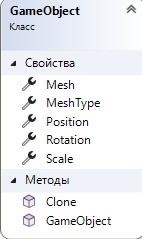 GameObject
Класс
Свойства
Mesh
MeshType
Position
Rotation
Scale
Методы
Clone
GameObject